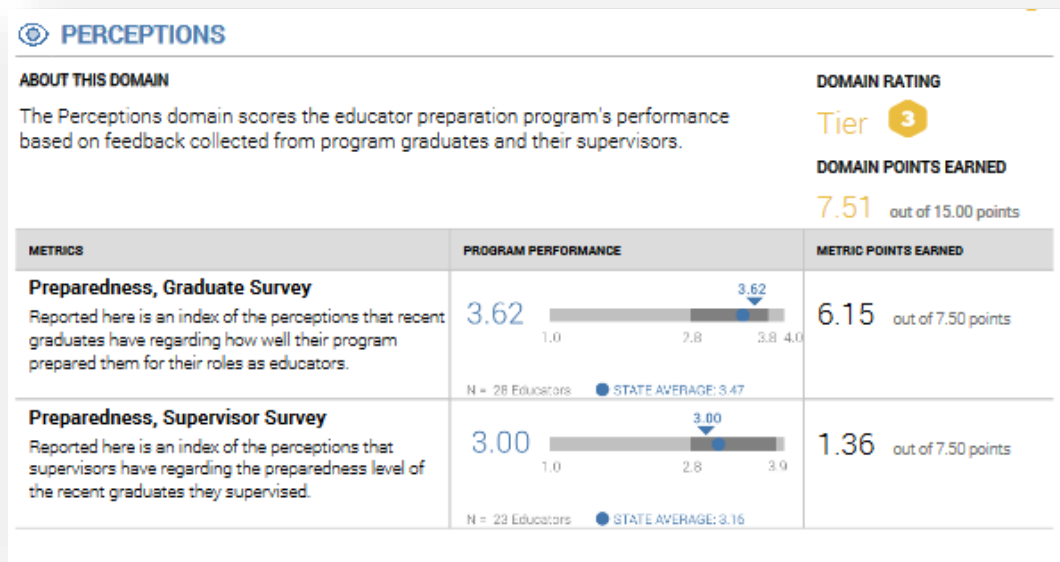 PERCEPTIONS
ABOUT THIS DOMAIN
The Perceptions domain scores the educator preparation program's performance
based on feedback collected from program graduates and their supervisors.
DOMAIN RATING
Tier 3
DOMAIN POINTS EARNED
7.51 out of 15.00 points
METRICS PROGRAM PERFORMANCE METRIC POINTS EARNED
Preparedness, Graduate Survey
Reported here is an index of the perceptions that recent
graduates have regarding how well their program
prepared them for their roles as educators.
3.62
3.62
1.0 2.8 3.8 4.0
N = 28 Educators STATE AVERAGE: 3.47
6.15 out of 7.50 points
Preparedness, Supervisor Survey
Reported here is an index of the perceptions that
supervisors have regarding the preparedness level of
the recent graduates they supervised.
3.00
3.00
1.0 2.8 3.9
N = 23 Educators STATE AVERAGE: 3.16
1.36 out of 7.50 points